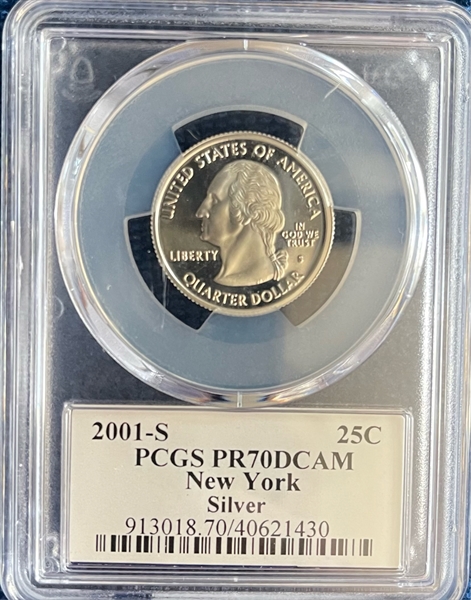 UNITED STATES OF AMERICA
IN
GOD WE
TRUST
LIBERTY
S
QUARTER DOLLAR
2001-S 25C
PCGS PR70DCAM
New York
Silver
913018.70/40621430